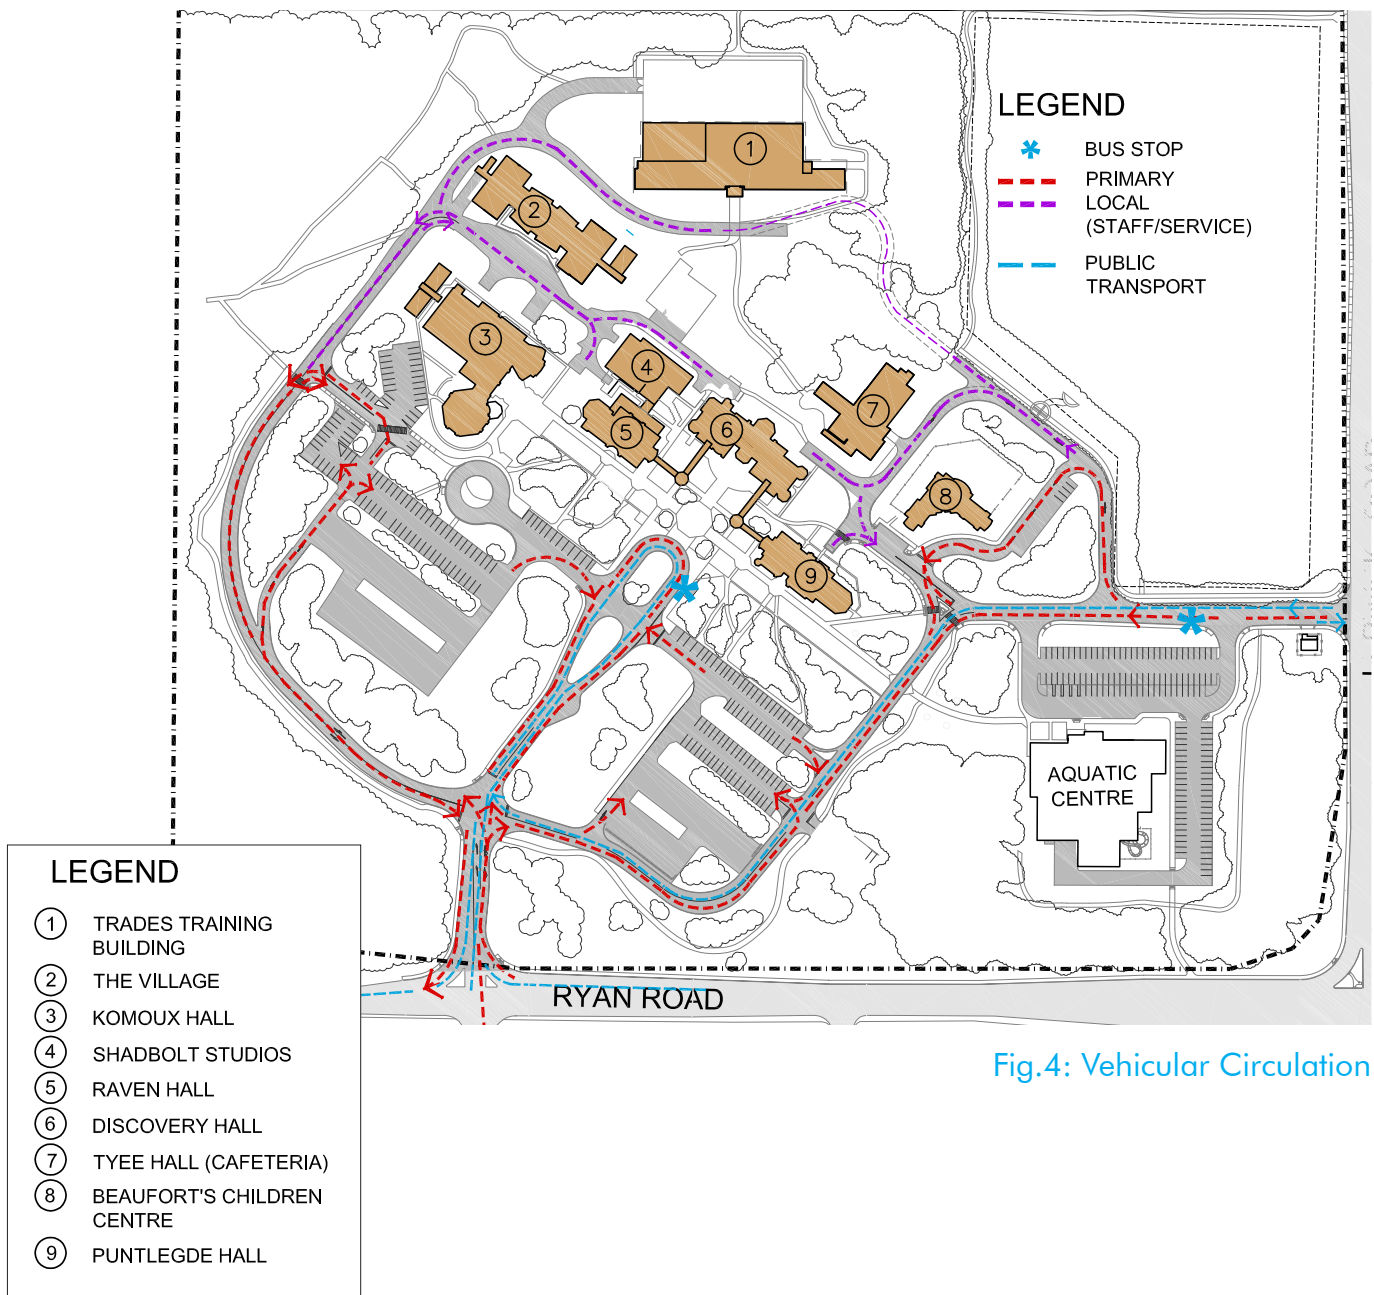 LEGEND
BUS STOP
PRIMARY
LOCAL
(STAFF/SERVICE)
PUBLIC
TRANSPORT
1
2
3
4
5
6
7
8
9
AQUATIC
CENTRE
RYAN ROAD
Fig.4: Vehicular Circulation
LEGEND
1 TRADES TRAINING
BUILDING
2 THE VILLAGE
3 KOMOUX HALL
4 SHADBOLT STUDIOS
5 RAVEN HALL
6 DISCOVERY HALL
7 TYEE HALL (CAFETERIA)
8 BEAUFORT'S CHILDREN
CENTRE
9 PUNTLEGDE HALL